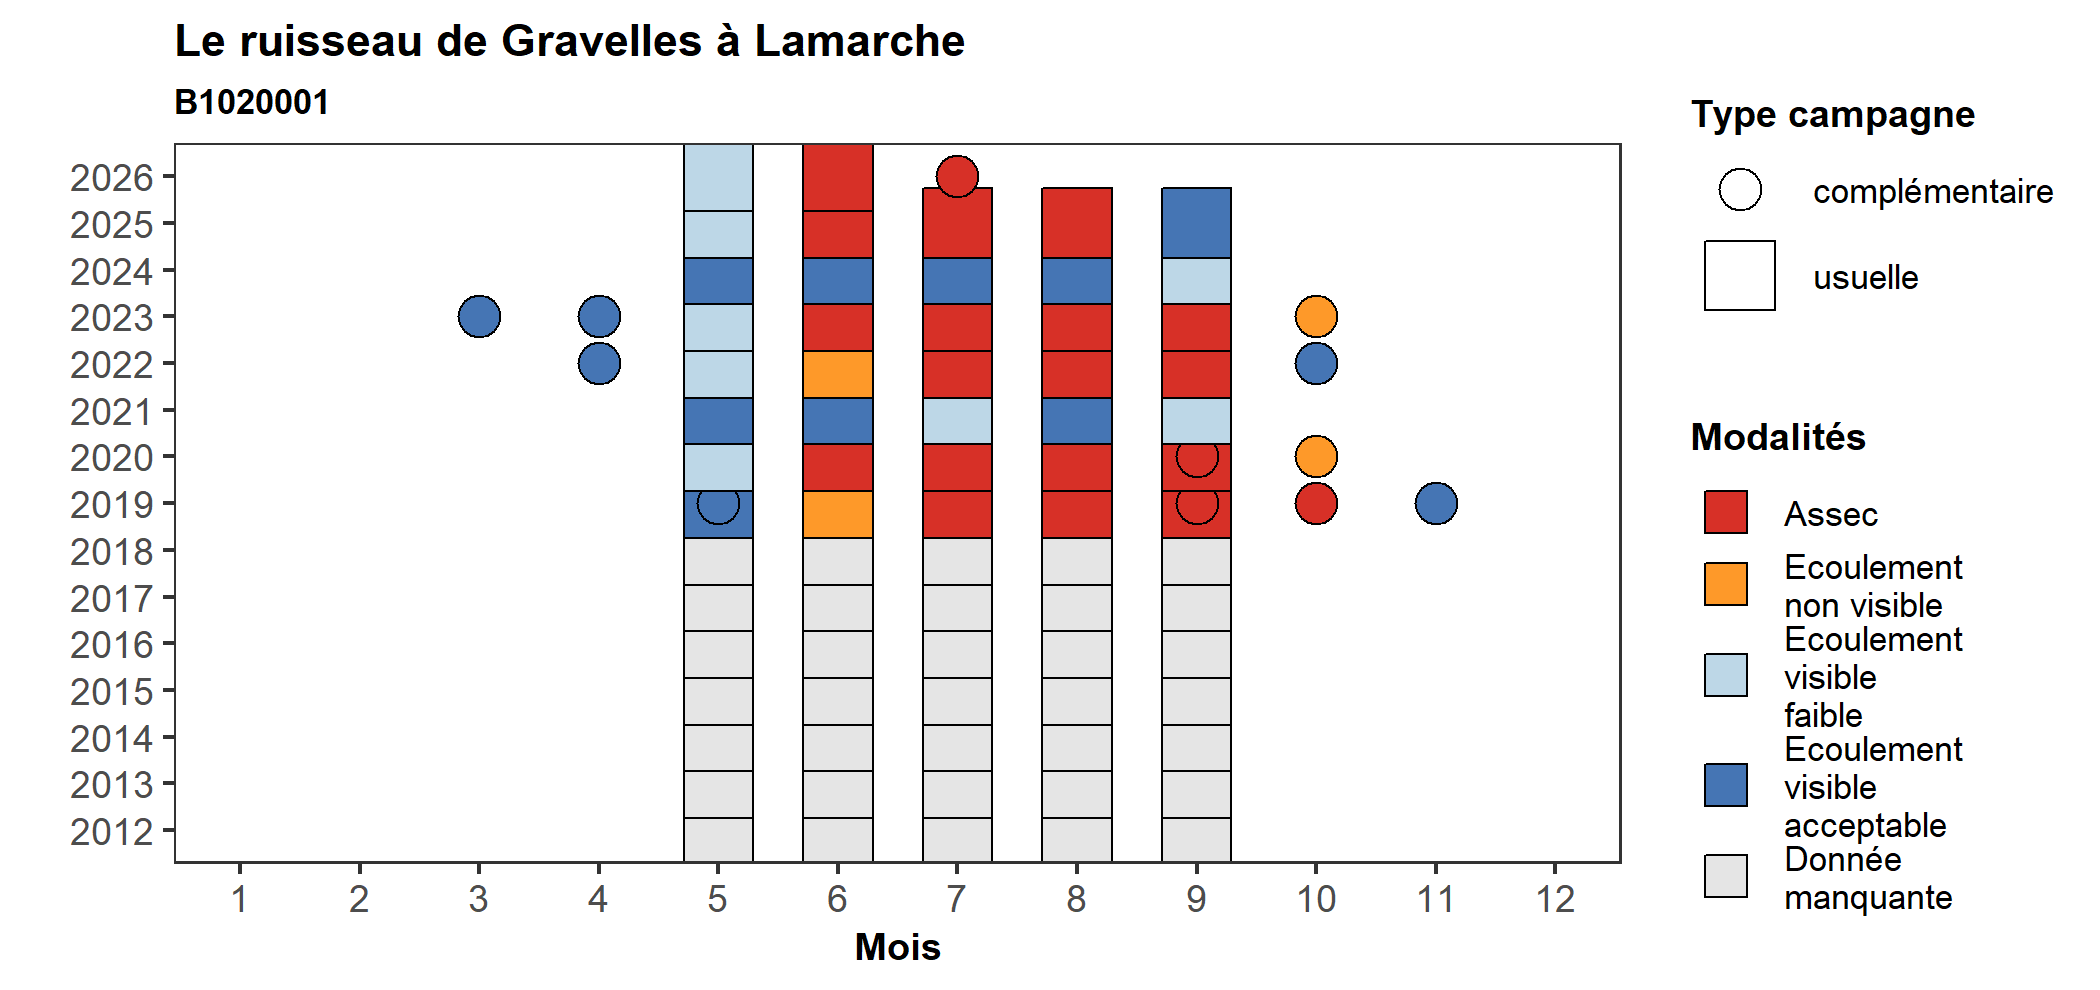 Le ruisseau de Gravelles à Lamarche
B1020001
2026
2025
2024
2023
2022
2021
2020
2019
2018
2017
2016
2015
2014
2013
2012
1 2 3 4 5 6 7 8 9 10 11 12
Mois
Type campagne
complémentaire
usuelle
Modalités
Assec
Ecoulement
non visible
Ecoulement
visible
faible
Ecoulement
visible
acceptable
Donnée
manquante